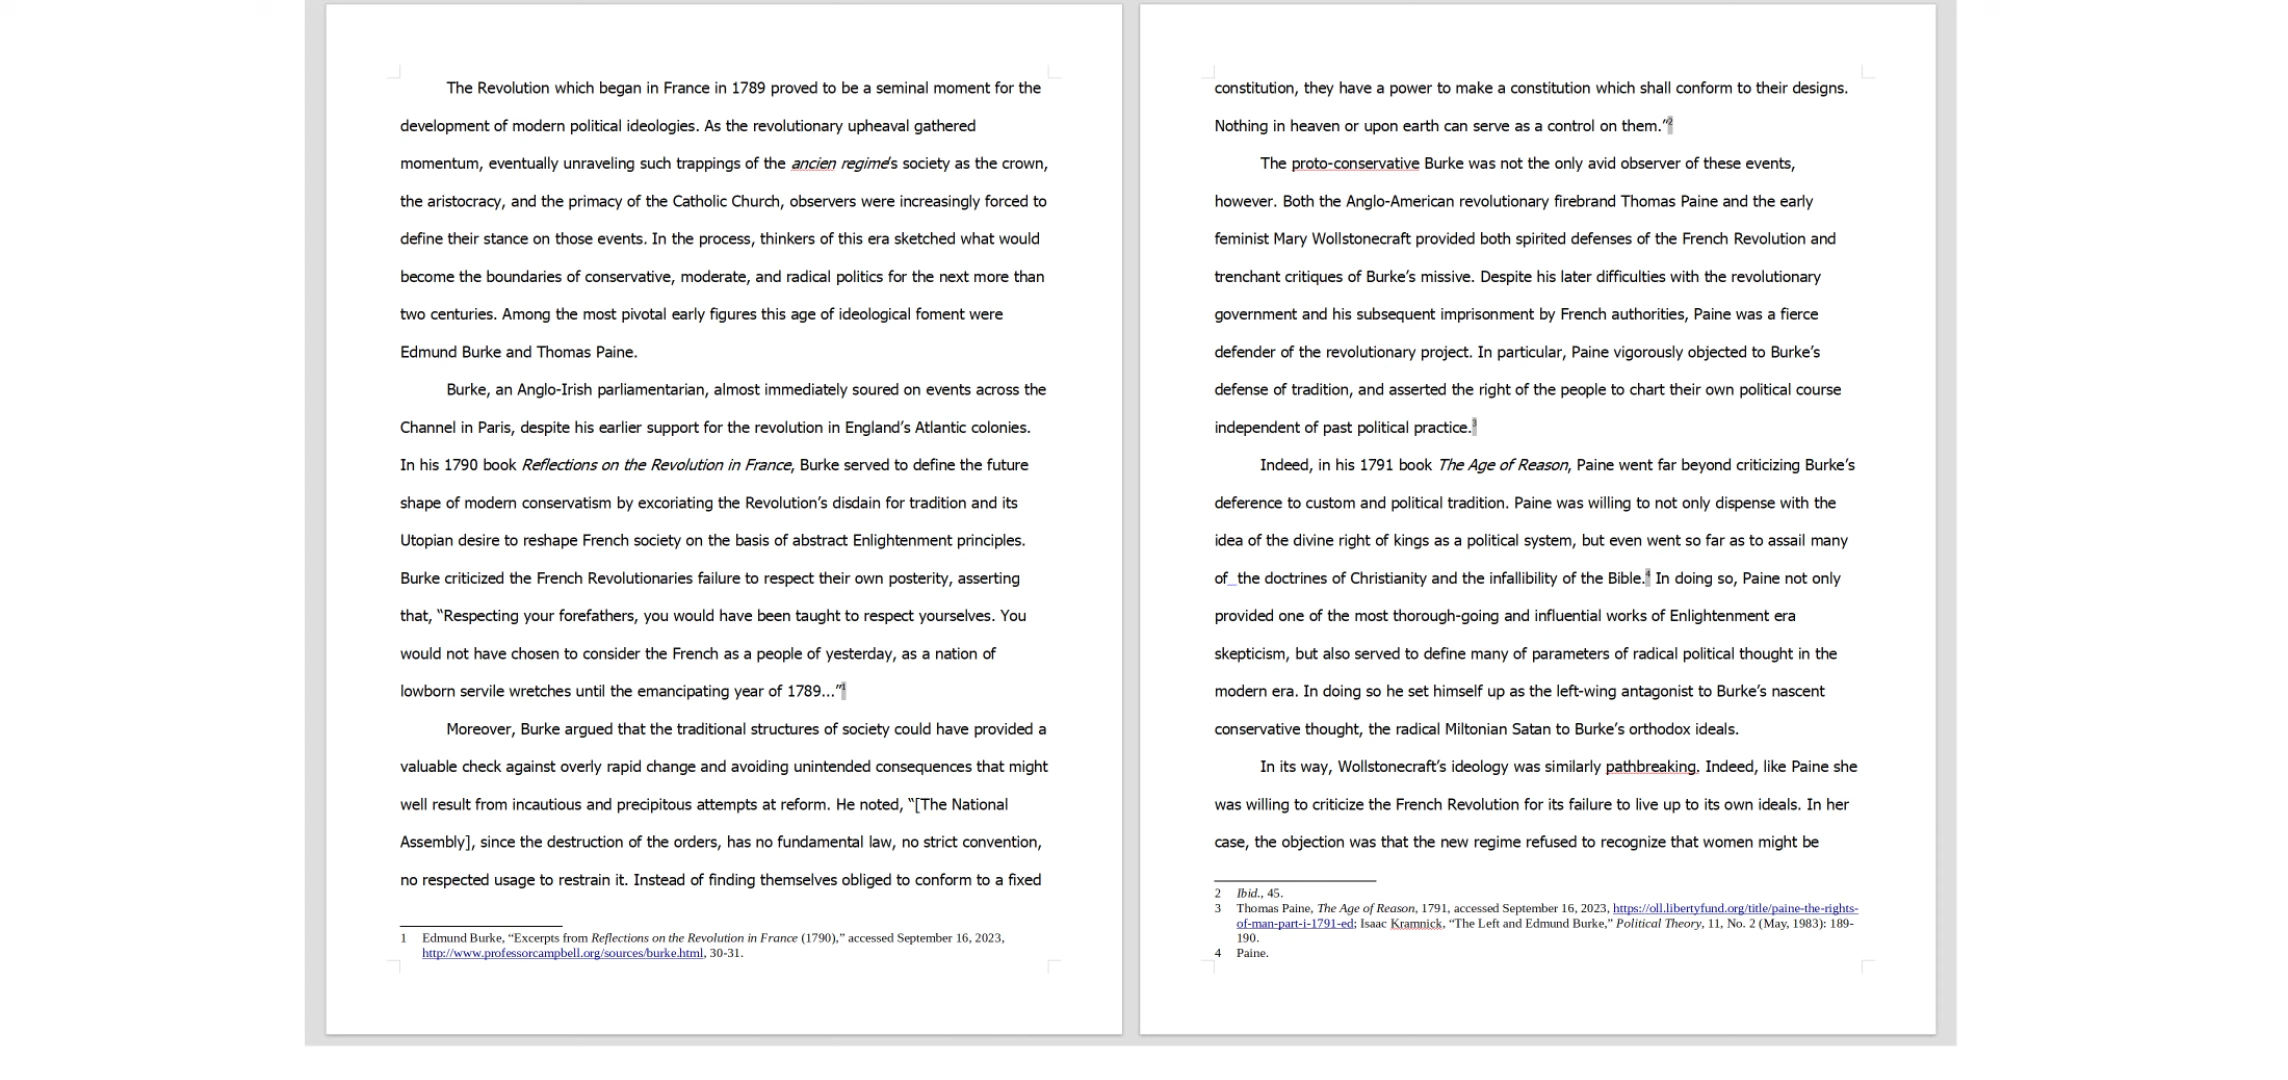 The Revolution which began in France in 1789 proved to be a seminal moment for the
development of modern political ideologies. As the revolutionary upheaval gathered
momentum, eventually unraveling such trappings of the ancien regime's society as the crown,
the aristocracy, and the primacy of the Catholic Church, observers were increasingly forced to
define their stance on those events. In the process, thinkers of this era sketched what would
become the boundaries of conservative, moderate, and radical politics for the next more than
two centuries. Among the most pivotal early figures this age of ideological foment were
Edmund Burke and Thomas Paine.
Burke, an Anglo-Irish parliamentarian, almost immediately soured on events across the
Channel in Paris, despite his earlier support for the revolution in England's Atlantic colonies.
In his 1790 book Reflections on the Revolution in France, Burke served to define the future
shape of modern conservatism by excoriating the Revolution's disdain for tradition and its
Utopian desire to reshape French society on the basis of abstract Enlightenment principles.
Burke criticized the French Revolutionaries failure to respect their own posterity, asserting
that, “Respecting your forefathers, you would have been taught to respect yourselves. You
would not have chosen to consider the French as a people of yesterday, as a nation of
lowborn servile wretches until the emancipating year of 1789...”1
Moreover, Burke argued that the traditional structures of society could have provided a
valuable check against overly rapid change and avoiding unintended consequences that might
well result from incautious and precipitous attempts at reform. He noted, “[The National
Assembly], since the destruction of the orders, has no fundamental law, no strict convention,
no respected usage to restrain it. Instead of finding themselves obliged to conform to a fixed
1 Edmund Burke, “Excerpts from Reflections on the Revolution in France (1790),” accessed September 16, 2023,
http://www.professorcampbell.org/sources/burke.html, 30-31.
constitution, they have a power to make a constitution which shall conform to their designs.
Nothing in heaven or upon earth can serve as a control on them.”2
The proto-conservative Burke was not the only avid observer of these events,
however. Both the Anglo-American revolutionary firebrand Thomas Paine and the early
feminist Mary Wollstonecraft provided both spirited defenses of the French Revolution and
trenchant critiques of Burke's missive. Despite his later difficulties with the revolutionary
government and his subsequent imprisonment by French authorities, Paine was a fierce
defender of the revolutionary project. In particular, Paine vigorously objected to Burke's
defense of tradition, and asserted the right of the people to chart their own political course
independent of past political practice.3
Indeed, in his 1791 book The Age of Reason, Paine went far beyond criticizing Burke's
deference to custom and political tradition. Paine was willing to not only dispense with the
idea of the divine right of kings as a political system, but even went so far as to assail many
of the doctrines of Christianity and the infallibility of the Bible.4 In doing so, Paine not only
provided one of the most thorough-going and influential works of Enlightenment era
skepticism, but also served to define many of parameters of radical political thought in the
modern era. In doing so he set himself up as the left-wing antagonist to Burke's nascent
conservative thought, the radical Miltonian Satan to Burke's orthodox ideals.
In its way, Wollstonecraft's ideology was similarly pathbreaking. Indeed, like Paine she
was willing to criticize the French Revolution for its failure to live up to its own ideals. In her
case, the objection was that the new regime refused to recognize that women might be
2 Ibid., 45.
3 Thomas Paine, The Age of Reason, 1791, accessed September 16, 2023, https://oll.libertyfund.org/title/paine-the-rights-
of-man-part-i-1791-ed; Isaac Kramnick, “The Left and Edmund Burke,” Political Theory, 11, No. 2 (May, 1983): 189-
190.
4 Paine.